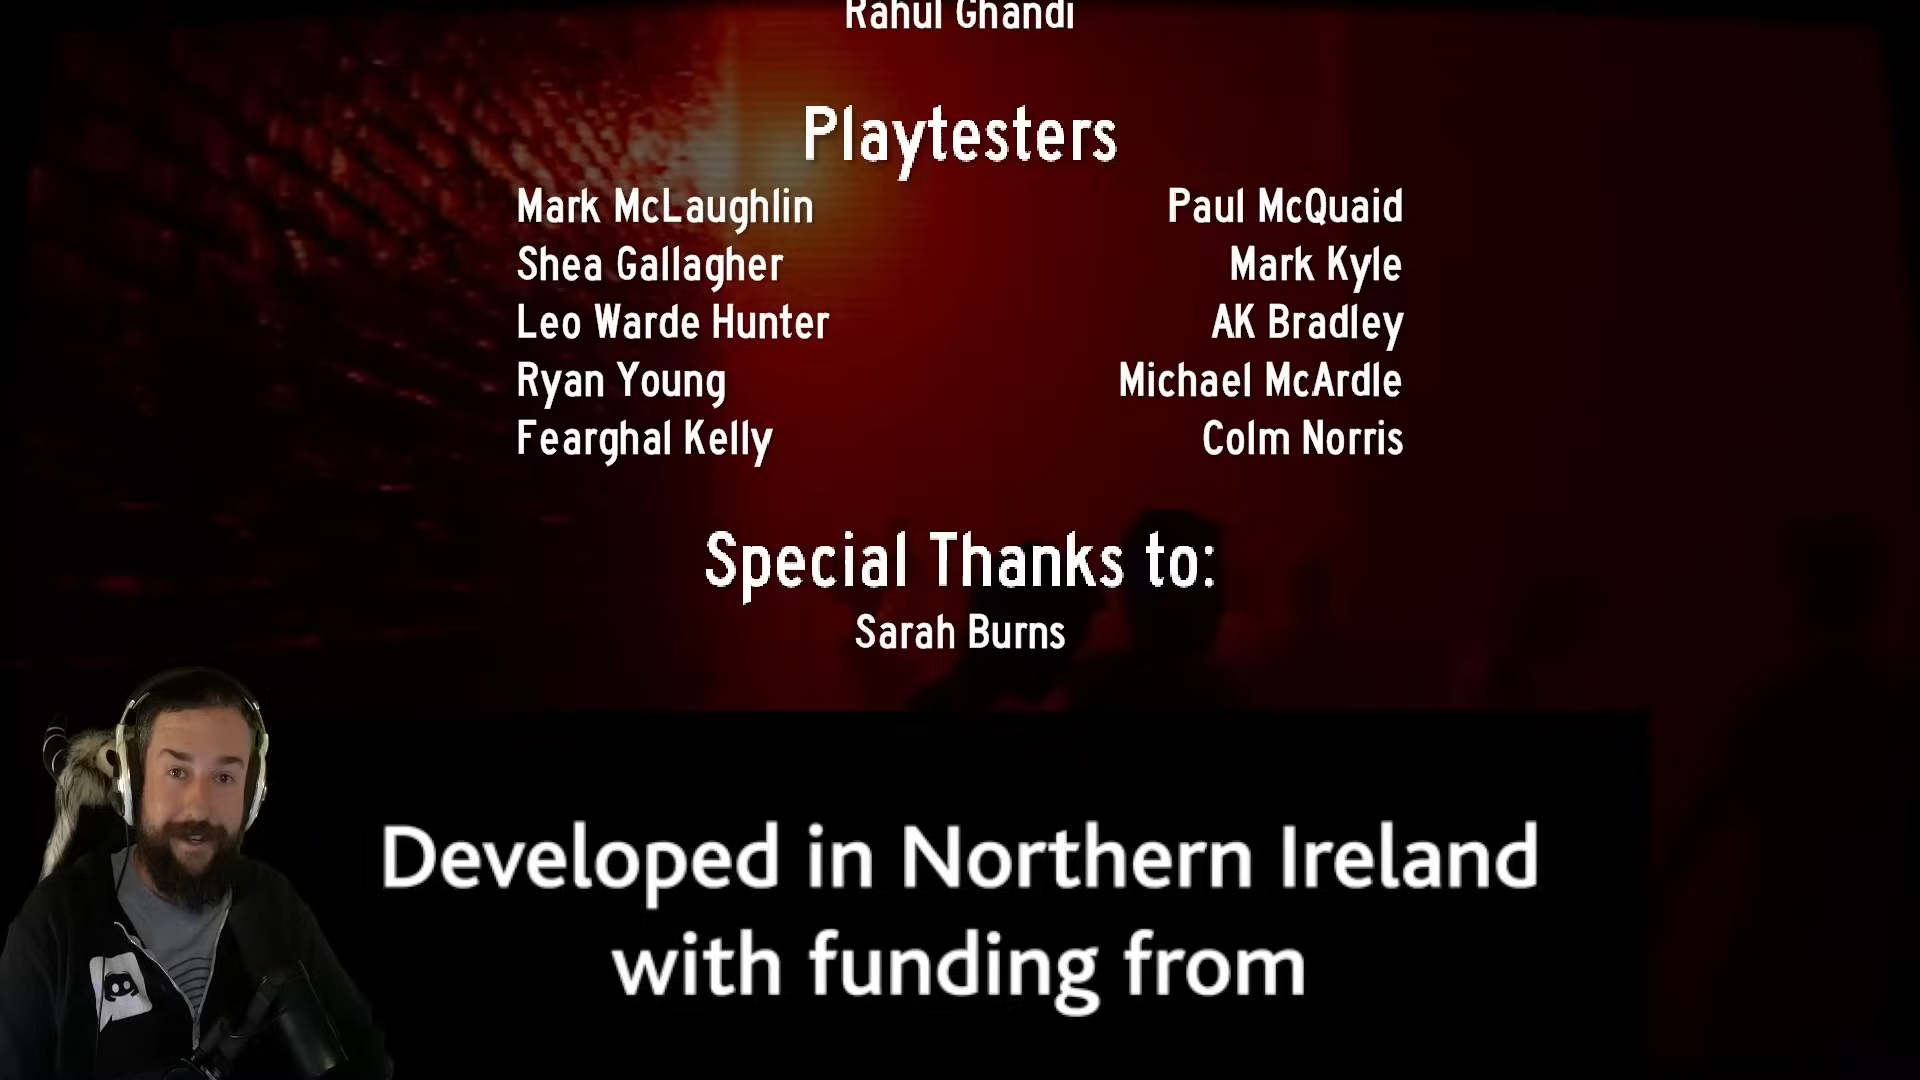 Rahul Ghandi
Playtesters
Mark McLaughlin Paul McQuaid
Shea Gallagher Mark Kyle
Leo Warde Hunter AK Bradley
Ryan Young Michael McArdle
Fearghal Kelly Colm Norris
Special Thanks to:
Sarah Burns
Developed in Northern Ireland
with funding from